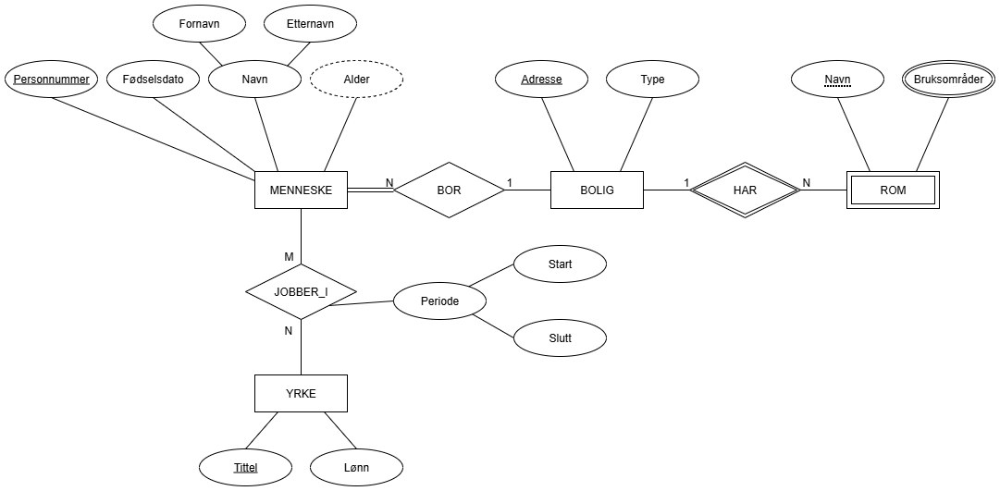 Fornavn
Etternavn
Personnummer
Fødselsdato
Navn
Alder
Adresse
Type
Navn
Bruksområder
MENNESKE
N
BOR
1
BOLIG
1
HAR
N
ROM
M
JOBBER_I
N
Periode
Start
Slutt
YRKE
Tittel
Lønn